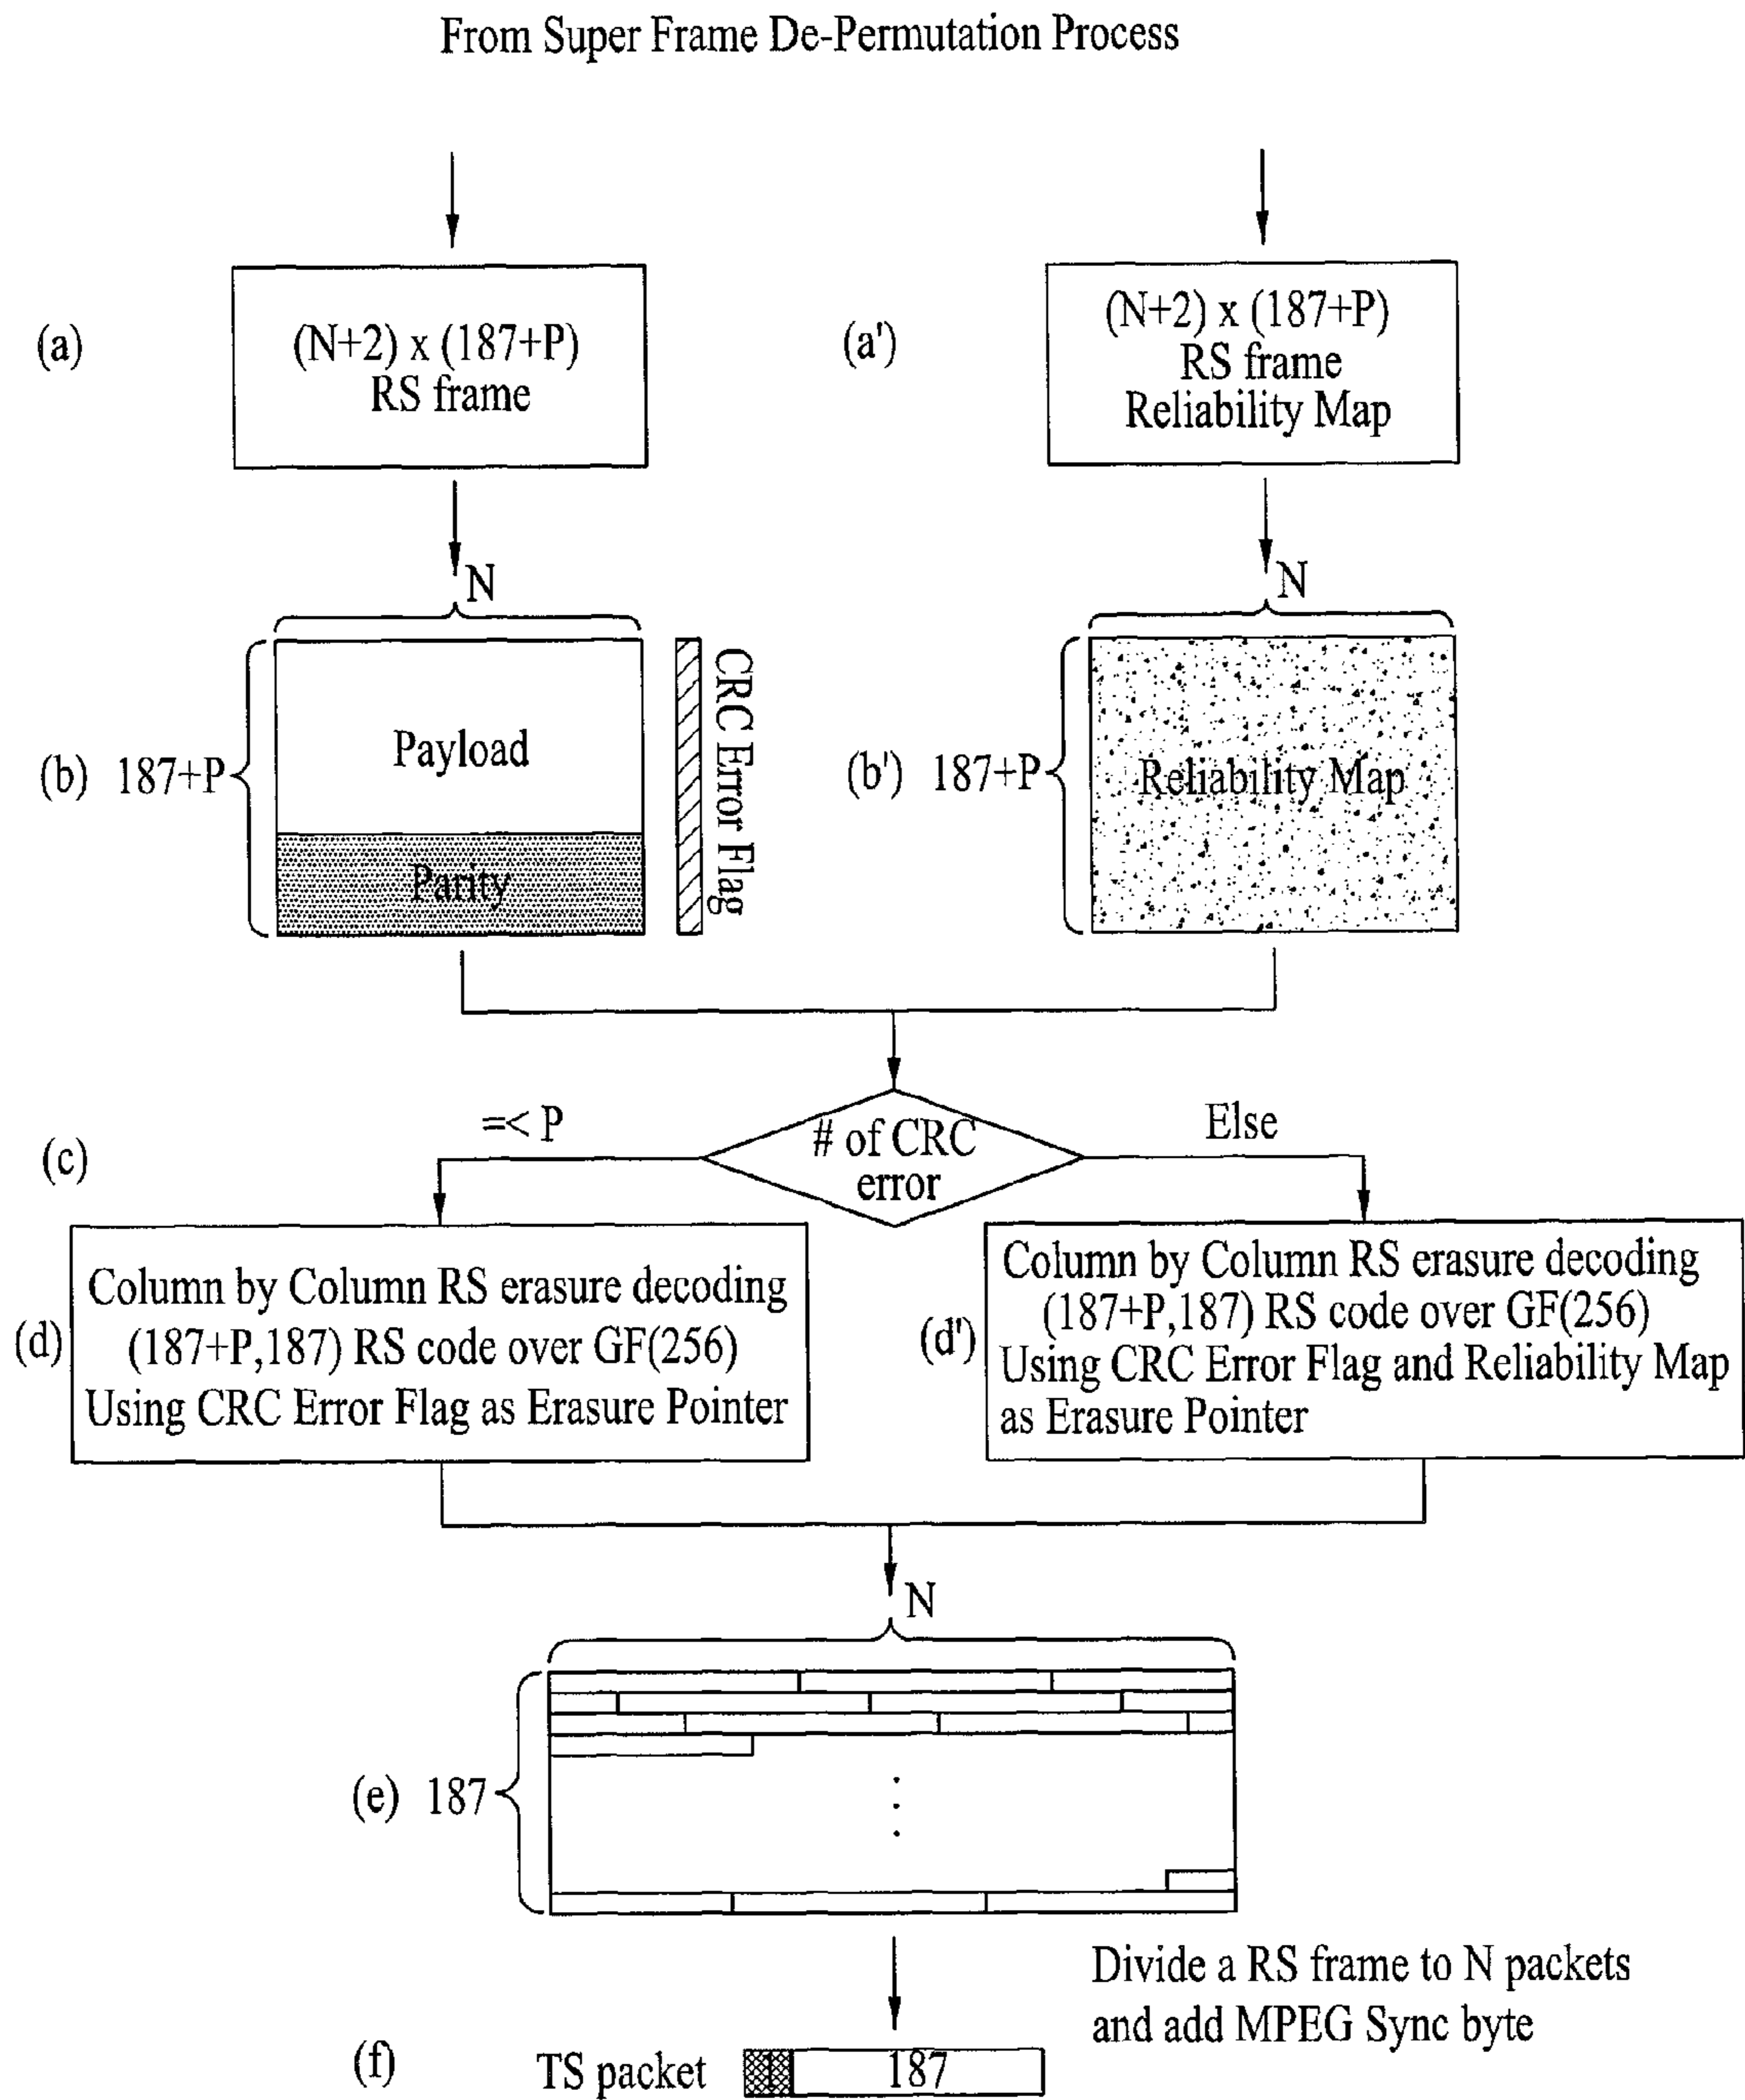 From Super Frame De-Permutation Process
(a)
(N+2) x (187+P)
RS frame
(a')
(N+2) x (187+P)
RS frame
Reliability Map
N
N
(b)
187+P
Payload
Parity
CRC Error Flag
(b')
187+P
Reliability Map
(c)
=< P
# of CRC
error
Else
(d)
Column by Column RS erasure decoding
(187+P,187) RS code over GF(256)
Using CRC Error Flag as Erasure Pointer
(d')
Column by Column RS erasure decoding
(187+P,187) RS code over GF(256)
Using CRC Error Flag and Reliability Map
as Erasure Pointer
N
(e)
187
Divide a RS frame to N packets
and add MPEG Sync byte
(f)
TS packet
1
187